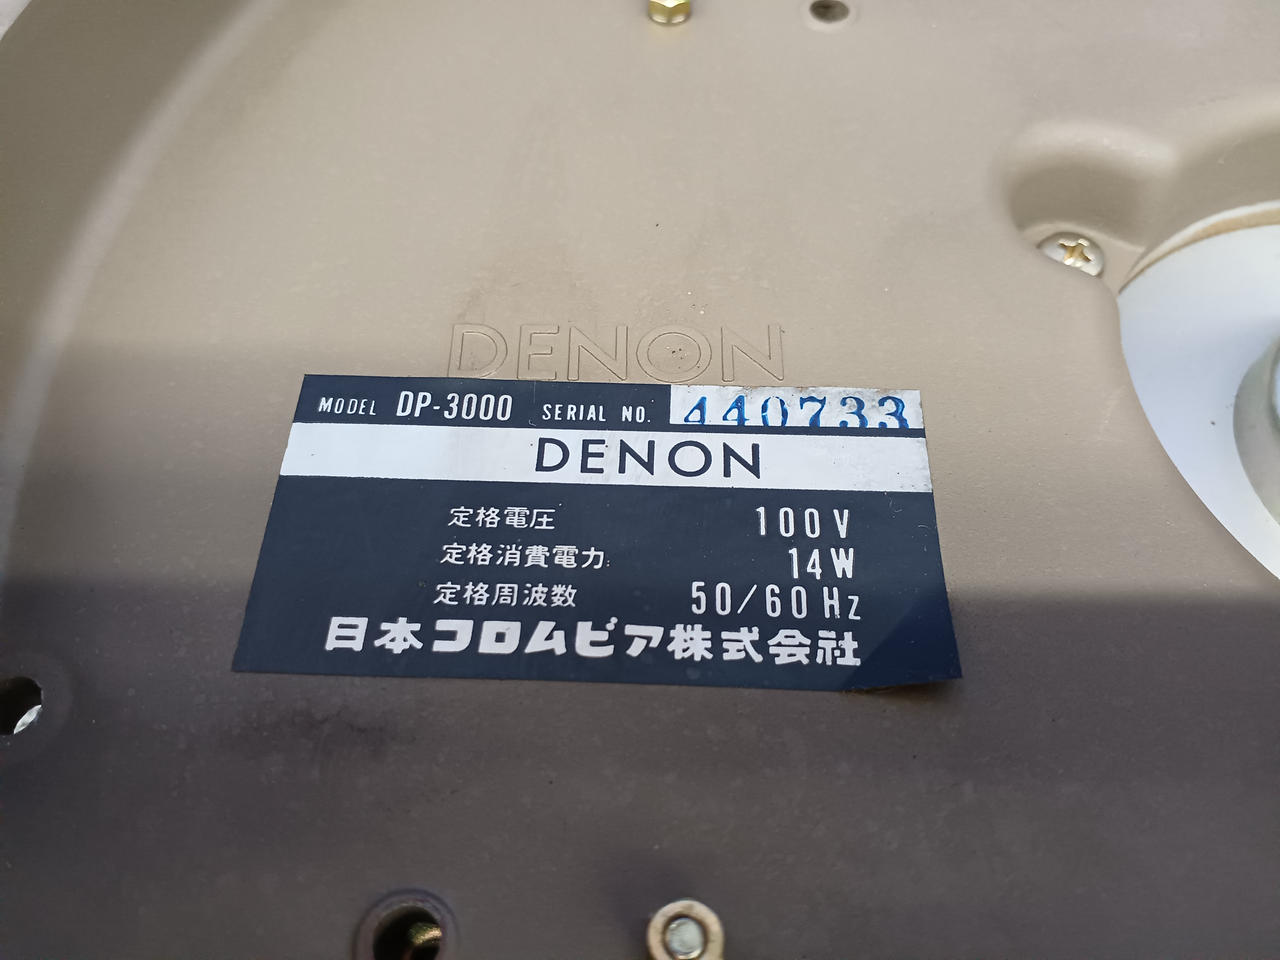 DENON
MODEL DP-3000 SERIAL NO. 440733
DENON
定格電圧 100V
定格消費電力 14W
定格周波数 50/60Hz
日本コロムビア株式会社